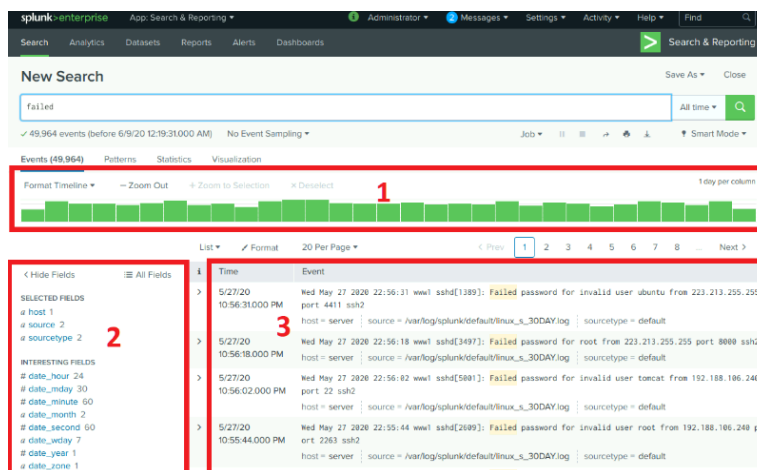 splunk>enterprise App: Search & Reporting ▾ i Administrator ▾ 2 Messages ▾ Settings ▾ Activity ▾ Help ▾ Find
Search Analytics Datasets Reports Alerts Dashboards > Search & Reporting
New Search Save As ▾ Close
failed All time ▾
✓ 49,964 events (before 6/9/20 12:19:31.000 AM) No Event Sampling ▾ Job ▾ Smart Mode ▾
Events (49,964) Patterns Statistics Visualization
Format Timeline ▾ – Zoom Out + Zoom to Selection × Deselect 1 1 day per column
List ▾ Format 20 Per Page ▾ < Prev 1 2 3 4 5 6 7 8 ... Next >
< Hide Fields All Fields i Time Event
SELECTED FIELDS
a host 1
a source 2
a sourcetype 2
2
INTERESTING FIELDS
# date_hour 24
# date_mday 30
# date_minute 60
a date_month 2
# date_second 60
a date_wday 7
# date_year 1
a date_zone 1
3
> 5/27/20 Wed May 27 2020 22:56:31 www1 sshd[1389]: Failed password for invalid user ubuntu from 223.213.255.255
10:56:31.000 PM port 4411 ssh2
host = server source = /var/log/splunk/default/linux_s_30DAY.log sourcetype = default
> 5/27/20 Wed May 27 2020 22:56:18 www1 sshd[3497]: Failed password for root from 223.213.255.255 port 8000 ssh2
10:56:18.000 PM host = server source = /var/log/splunk/default/linux_s_30DAY.log sourcetype = default
> 5/27/20 Wed May 27 2020 22:56:02 www1 sshd[5001]: Failed password for invalid user tomcat from 192.188.106.240
10:56:02.000 PM port 22 ssh2
host = server source = /var/log/splunk/default/linux_s_30DAY.log sourcetype = default
> 5/27/20 Wed May 27 2020 22:55:44 www1 sshd[2609]: Failed password for invalid user root from 192.188.106.240 p
10:55:44.000 PM ort 2263 ssh2
host = server source = /var/log/splunk/default/linux_s_30DAY.log sourcetype = default